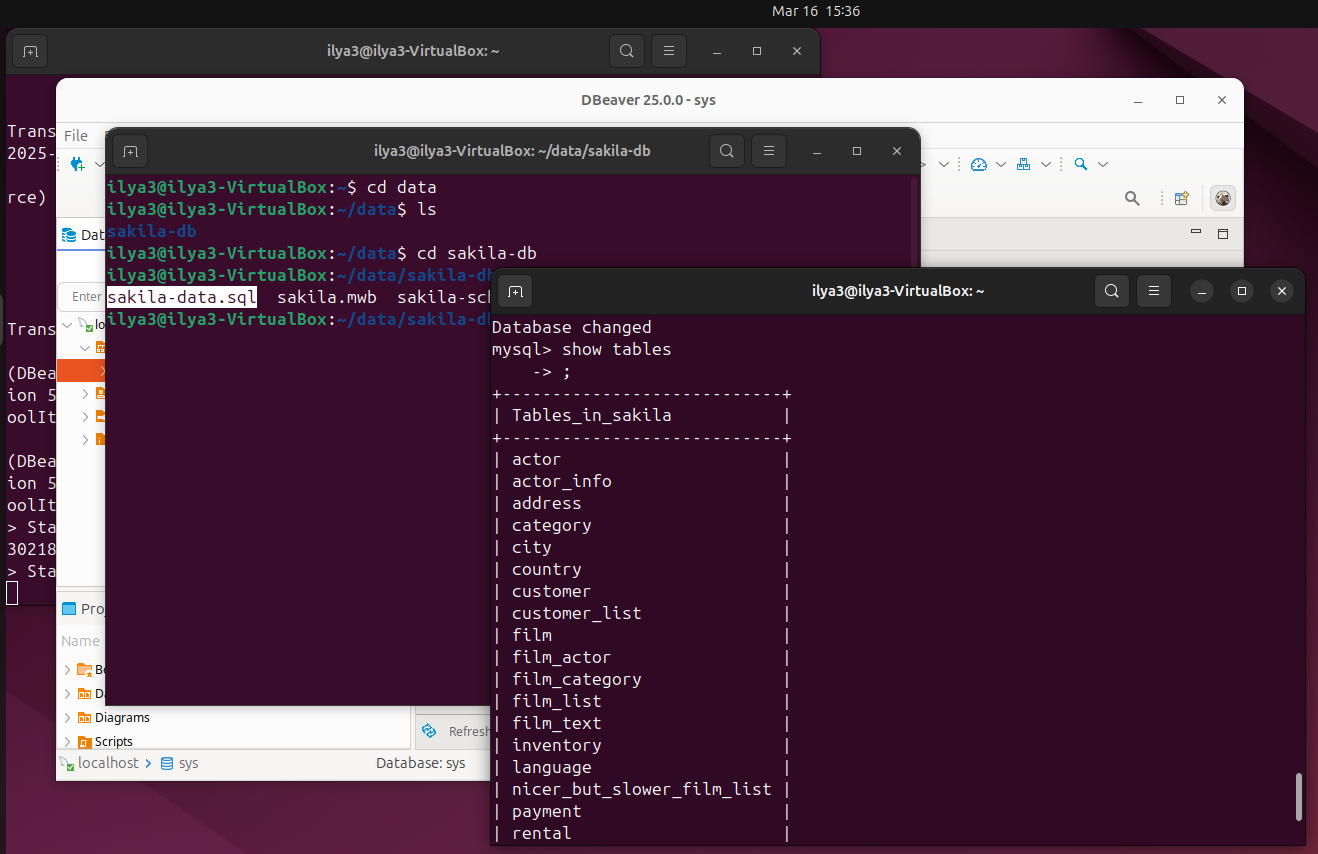 Mar 16 15:36
ilya3@ilya3-VirtualBox: ~
Trans
2025-
rce)
Trans
(DBea
ion 5
oolIt
(DBea
ion 5
oolIt
> Sta
30218
> Sta
DBeaver 25.0.0 - sys
File
Dat
Enter
lo
Proj
Name
Bo
Da
Diagrams
Scripts
Refresh
localhost
sys
Database: sys
ilya3@ilya3-VirtualBox: ~/data/sakila-db
ilya3@ilya3-VirtualBox:~$ cd data
ilya3@ilya3-VirtualBox:~/data$ ls
sakila-db
ilya3@ilya3-VirtualBox:~/data$ cd sakila-db
ilya3@ilya3-VirtualBox:~/data/sakila-db
sakila-data.sql sakila.mwb sakila-sch
ilya3@ilya3-VirtualBox:~/data/sakila-db
ilya3@ilya3-VirtualBox: ~
Database changed
mysql> show tables
-> ;
+----------------------------+
| Tables_in_sakila |
+----------------------------+
| actor |
| actor_info |
| address |
| category |
| city |
| country |
| customer |
| customer_list |
| film |
| film_actor |
| film_category |
| film_list |
| film_text |
| inventory |
| language |
| nicer_but_slower_film_list |
| payment |
| rental |